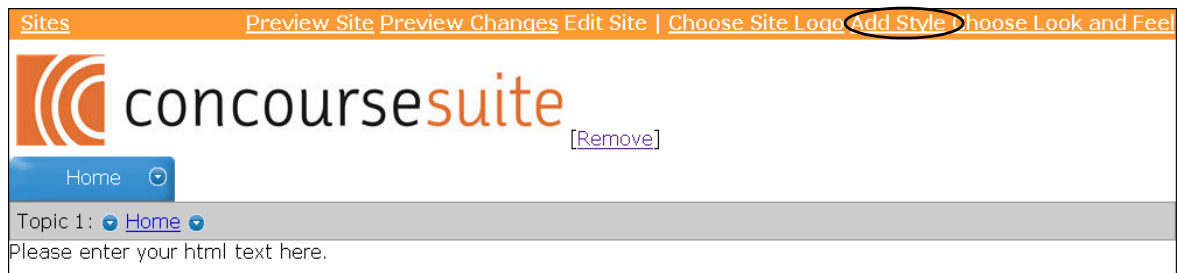 Sites Preview Site Preview Changes Edit Site | Choose Site Logo Add Style Choose Look and Feel
concoursesuite
[Remove]
Home
Topic 1: Home
Please enter your html text here.